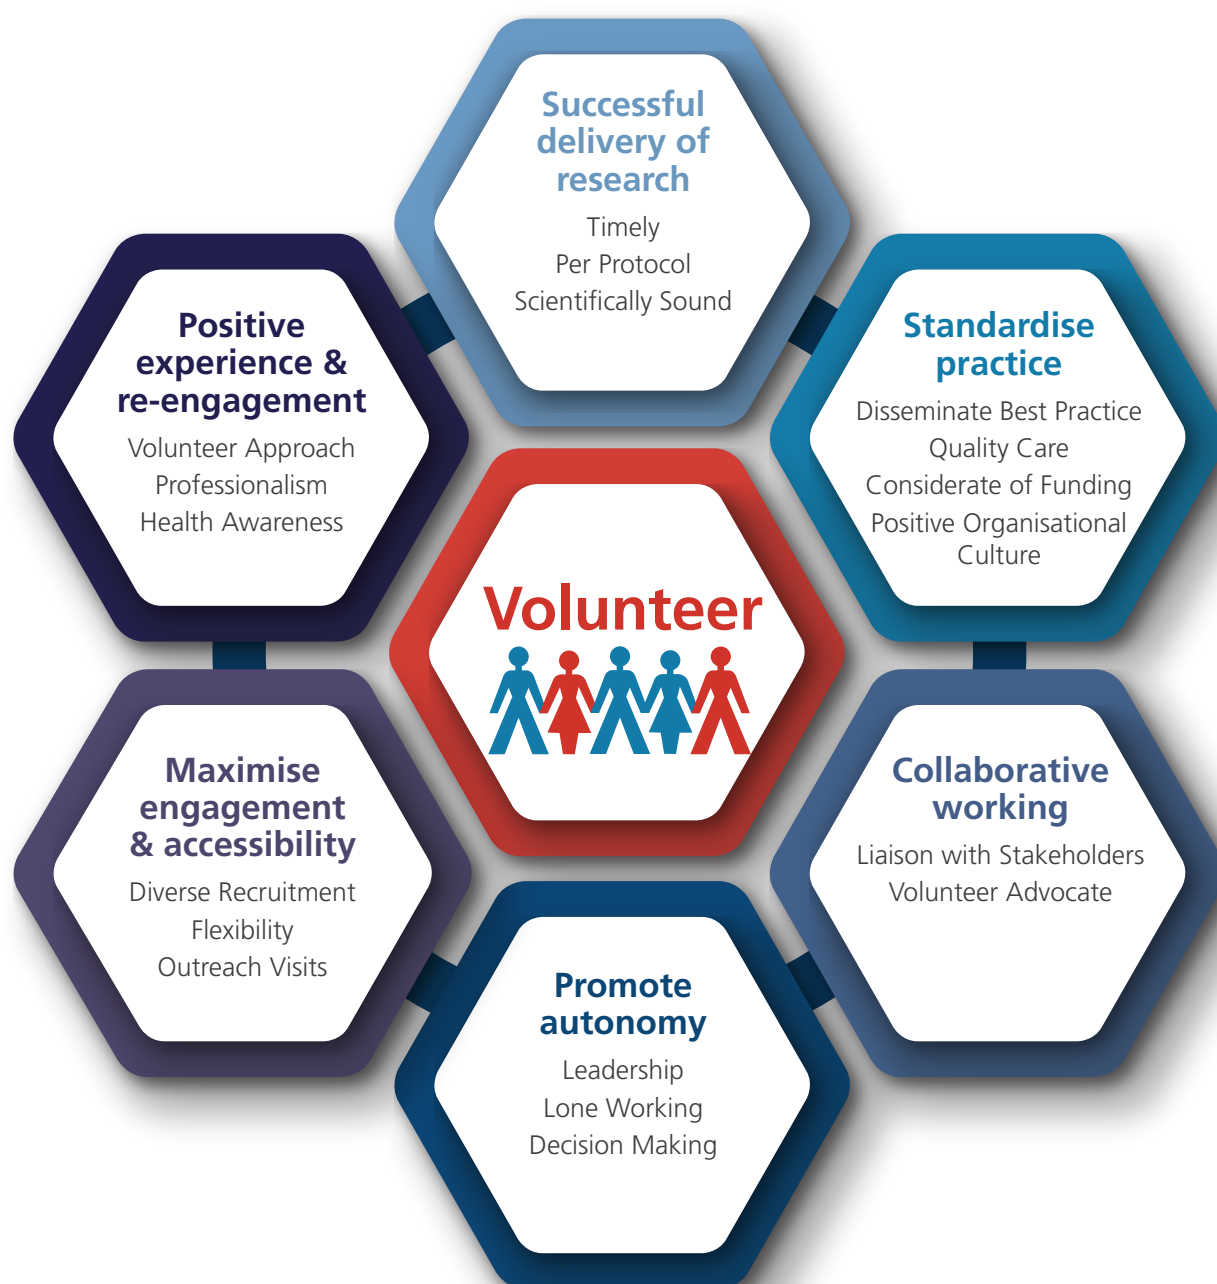 Successful
delivery of
research
Timely
Per Protocol
Scientifically Sound
Positive
experience &
re-engagement
Volunteer Approach
Professionalism
Health Awareness
Standardise
practice
Disseminate Best Practice
Quality Care
Considerate of Funding
Positive Organisational
Culture
Volunteer
Maximise
engagement
& accessibility
Diverse Recruitment
Flexibility
Outreach Visits
Collaborative
working
Liaison with Stakeholders
Volunteer Advocate
Promote
autonomy
Leadership
Lone Working
Decision Making